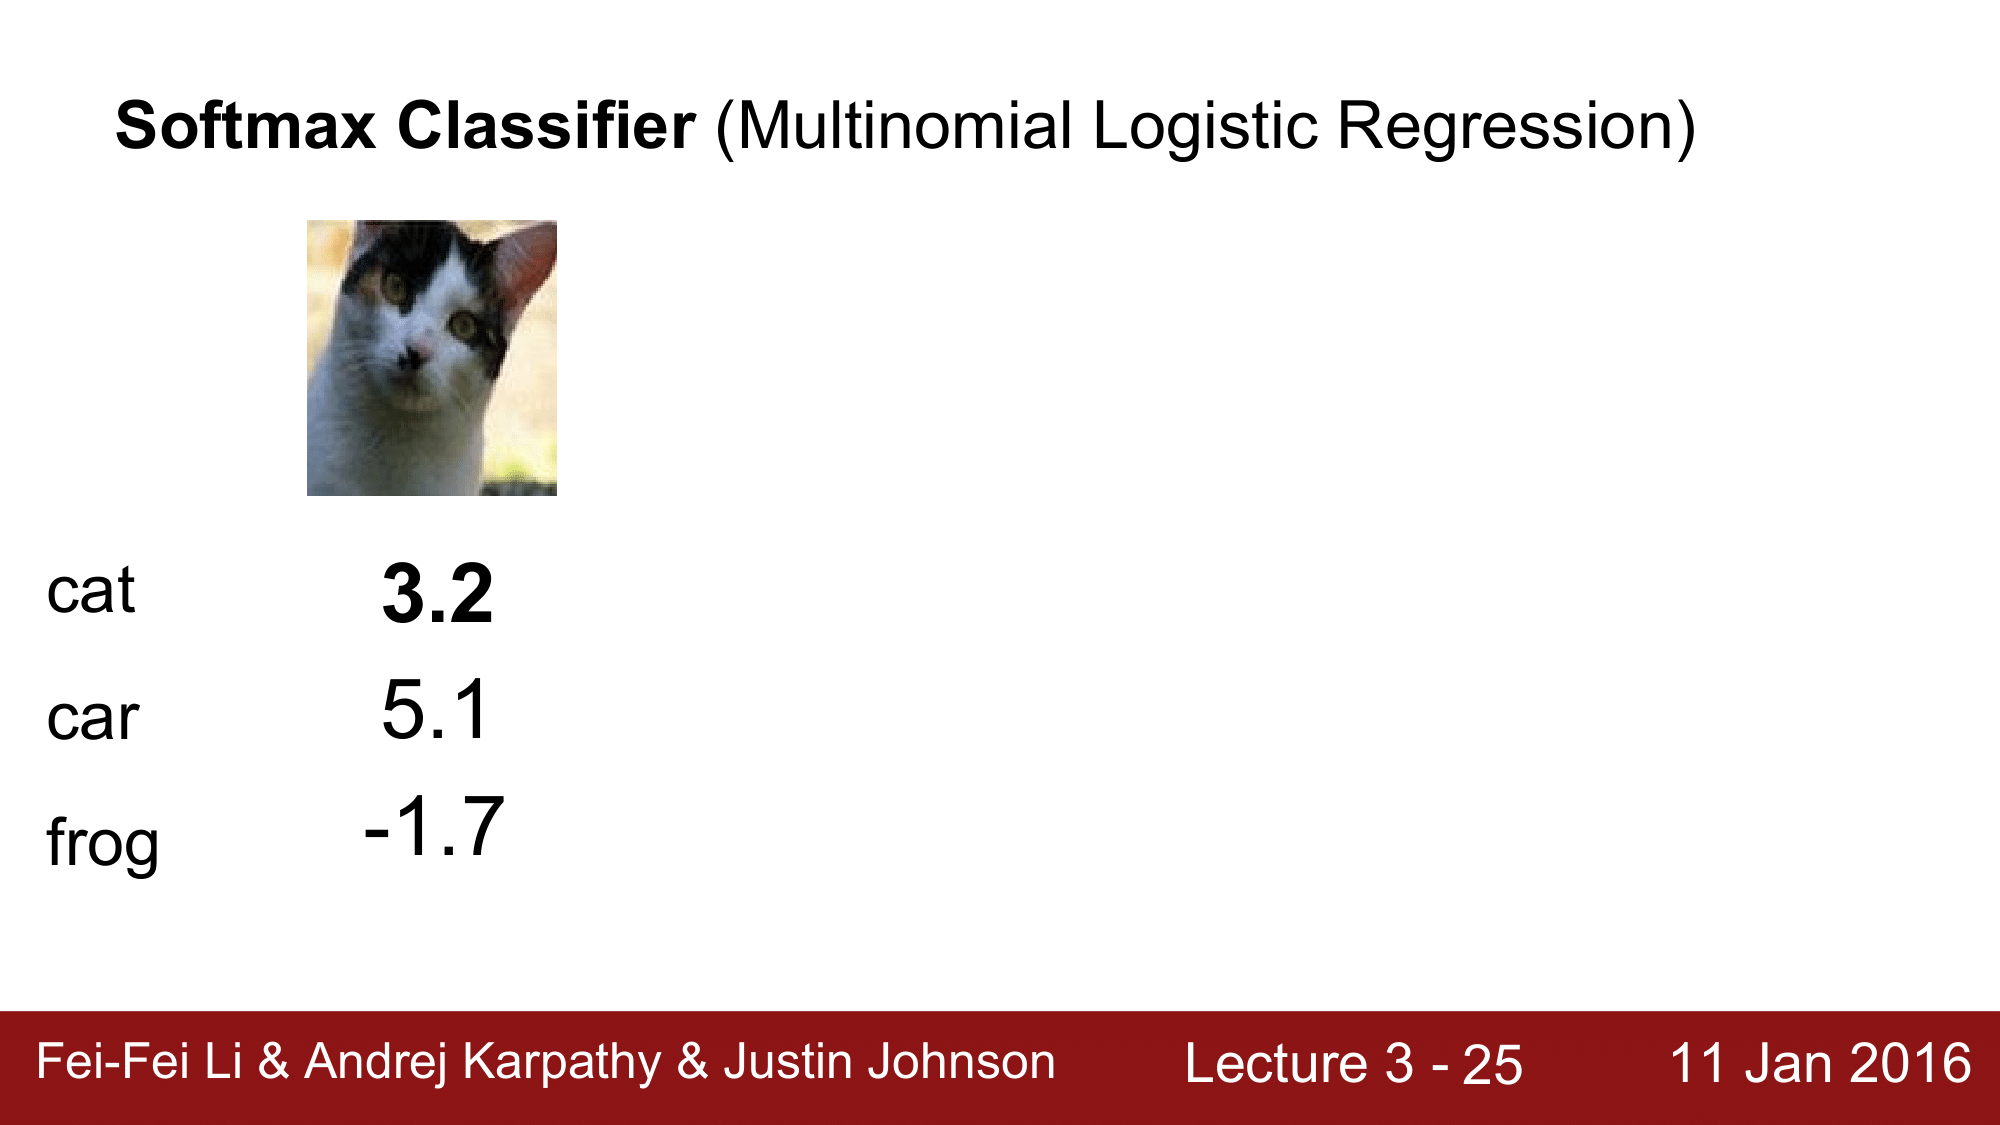 Softmax Classifier (Multinomial Logistic Regression)
cat 3.2
car 5.1
frog -1.7
Fei-Fei Li & Andrej Karpathy & Justin Johnson Lecture 3 - 25 11 Jan 2016